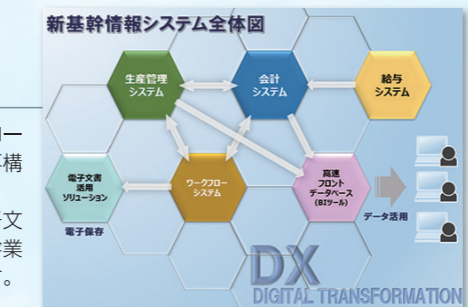 新基幹情報システム全体図
生産管理
システム
会計
システム
給与
システム
電子文書
活用
ソリューション
ワークフロー
システム
高速
フロント
データベース
(BIツール)
電子保存
データ活用
DX
DIGITAL TRANSFORMATION
ー
構
文
業
。